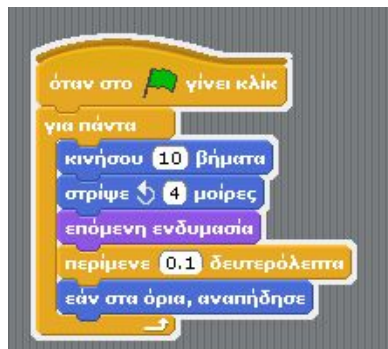 όταν στο γίνει κλικ
για πάντα
κινήσου 10 βήματα
στρίψε 4 μοίρες
επόμενη ενδυμασία
περίμενε 0.1 δευτερόλεπτα
εάν στα όρια, αναπήδησε